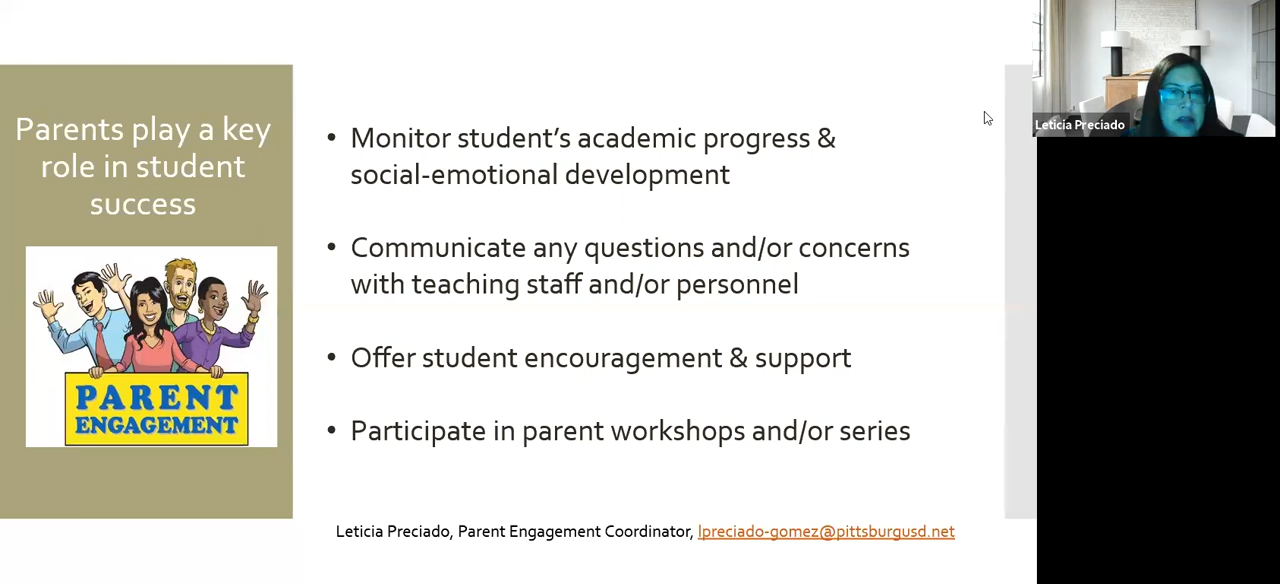 Parents play a key
role in student
success
PARENT
ENGAGEMENT
• Monitor student's academic progress &
social-emotional development
• Communicate any questions and/or concerns
with teaching staff and/or personnel
• Offer student encouragement & support
• Participate in parent workshops and/or series
Leticia Preciado, Parent Engagement Coordinator, lpreciado-gomez@pittsburgusd.net
Leticia Preciado